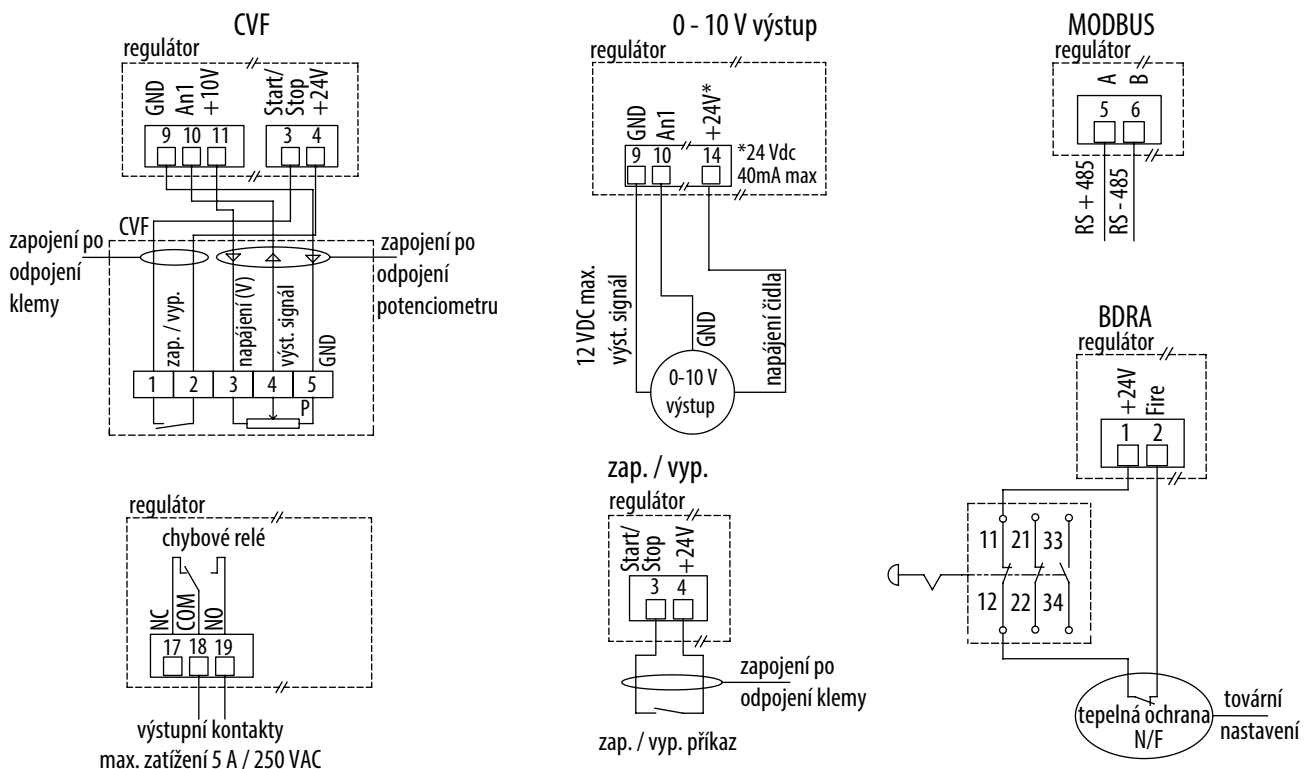 CVF
regulátor
GND
An1
+10V
Start/
Stop
+24V
9 10 11
3 4
CVF
zapojení po
odpojení
klemy
zapojení po
odpojení
potenciometru
zap. / vyp.
napájení (V)
výst. signál
GND
1 2 3 4 5
P
0 - 10 V výstup
regulátor
GND
An1
+24V*
9 10 14
*24 Vdc
40mA max
12 VDC max.
výst. signál
GND
napájení čidla
0-10 V
výstup
MODBUS
regulátor
A
B
5 6
RS + 485
RS - 485
BDRA
regulátor
+24V
Fire
1 2
11 21 33
12 22 34
tepelná ochrana
N/F
tovární
nastavení
regulátor
chybové relé
NC
COM
NO
17 18 19
výstupní kontakty
max. zatížení 5 A / 250 VAC
zap. / vyp.
regulátor
Start/
Stop
+24V
3 4
zapojení po
odpojení klemy
zap. / vyp. příkaz